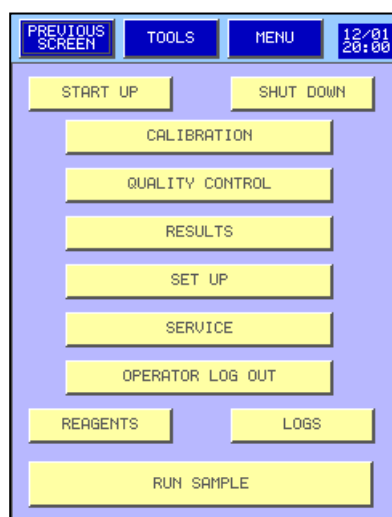 PREVIOUS
SCREEN
TOOLS
MENU
12/01
20:00
START UP
SHUT DOWN
CALIBRATION
QUALITY CONTROL
RESULTS
SET UP
SERVICE
OPERATOR LOG OUT
REAGENTS
LOGS
RUN SAMPLE